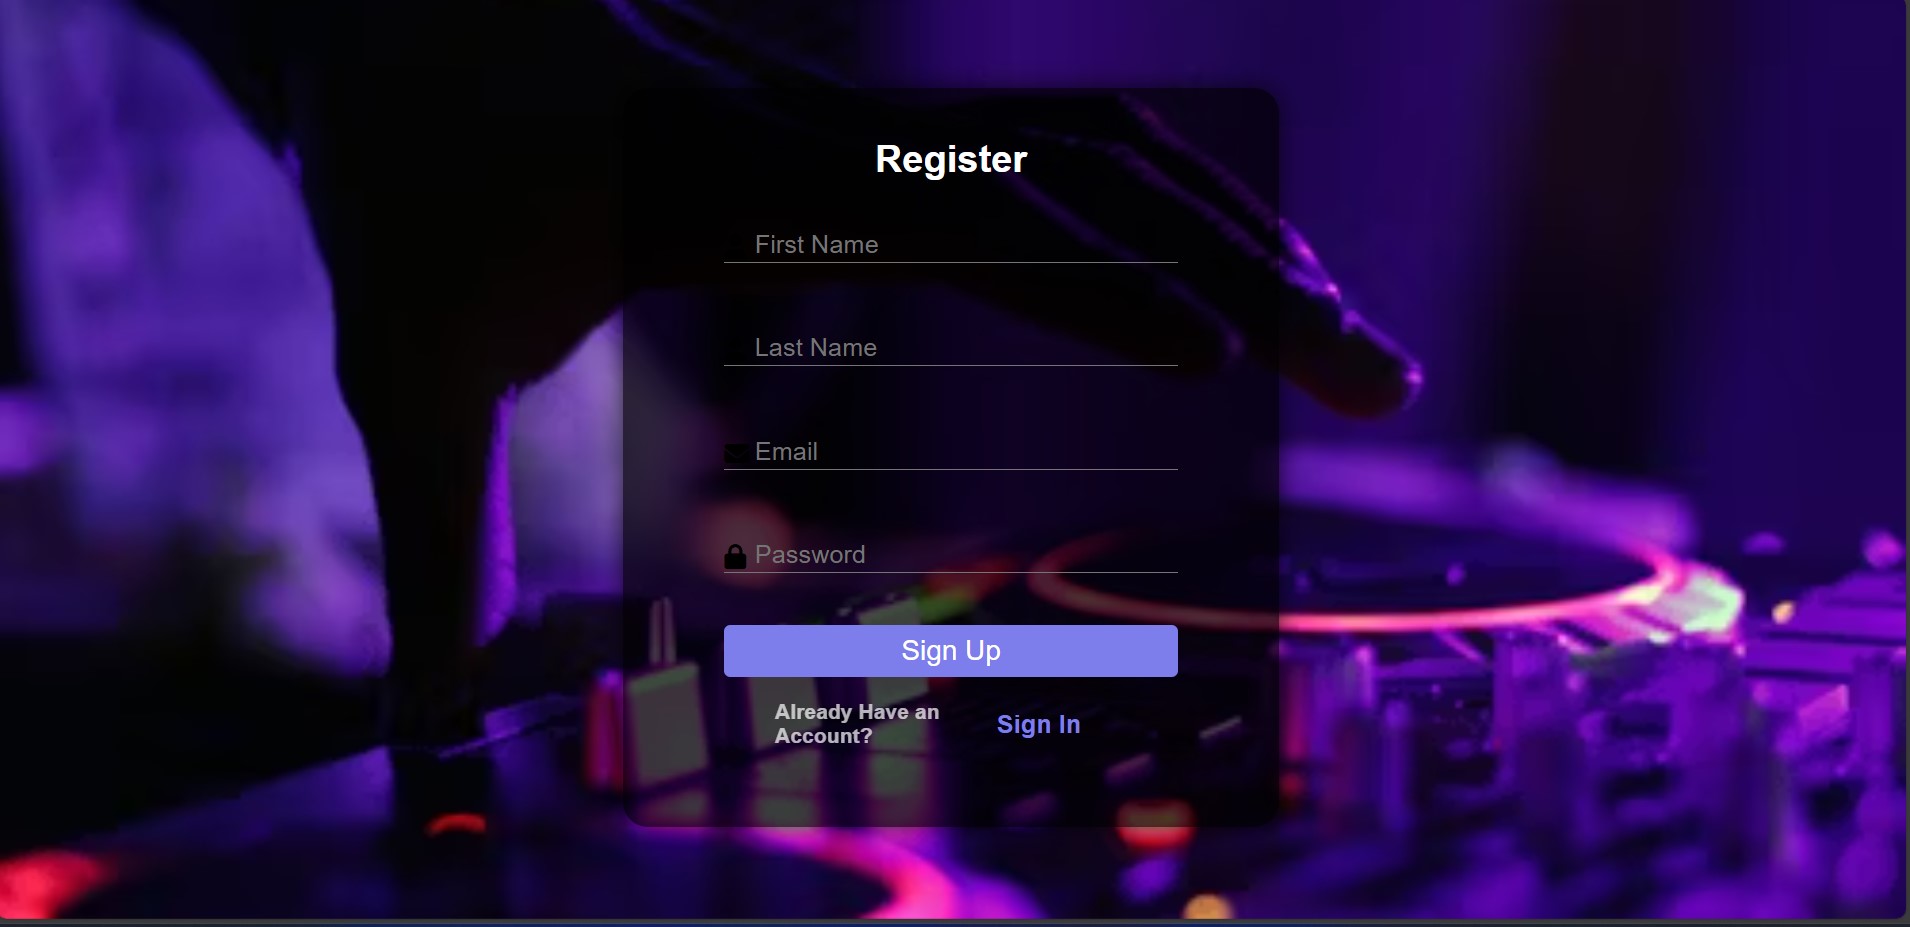 Register
First Name
Last Name
Email
Password
Sign Up
Already Have an
Account?
Sign In